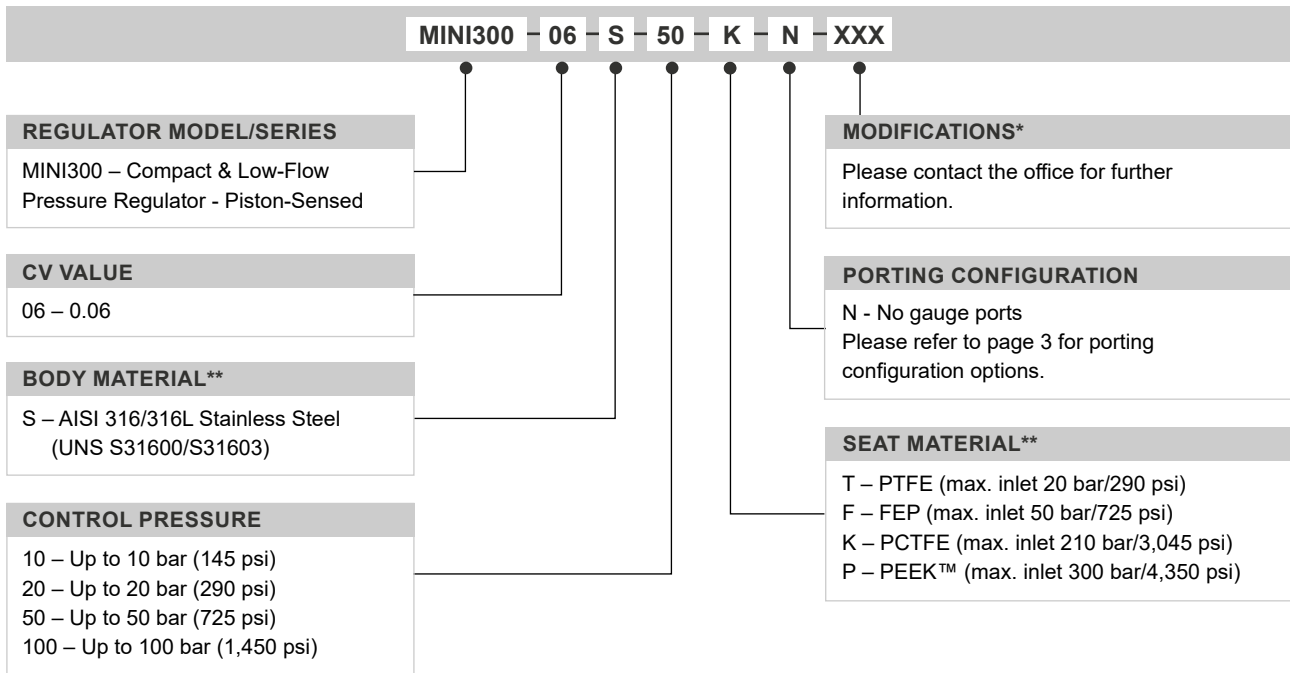 MINI300 – 06 – S – 50 – K – N – XXX
REGULATOR MODEL/SERIES
MINI300 – Compact & Low-Flow
Pressure Regulator - Piston-Sensed
CV VALUE
06 – 0.06
BODY MATERIAL**
S – AISI 316/316L Stainless Steel
(UNS S31600/S31603)
CONTROL PRESSURE
10 – Up to 10 bar (145 psi)
20 – Up to 20 bar (290 psi)
50 – Up to 50 bar (725 psi)
100 – Up to 100 bar (1,450 psi)
MODIFICATIONS*
Please contact the office for further
information.
PORTING CONFIGURATION
N - No gauge ports
Please refer to page 3 for porting
configuration options.
SEAT MATERIAL**
T – PTFE (max. inlet 20 bar/290 psi)
F – FEP (max. inlet 50 bar/725 psi)
K – PCTFE (max. inlet 210 bar/3,045 psi)
P – PEEK™ (max. inlet 300 bar/4,350 psi)